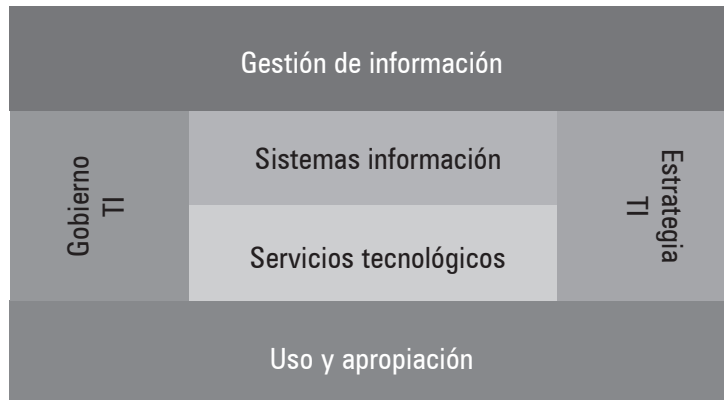 Gestión de información
Gobierno
TI
Sistemas información
Servicios tecnológicos
Estrategia
TI
Uso y apropiación